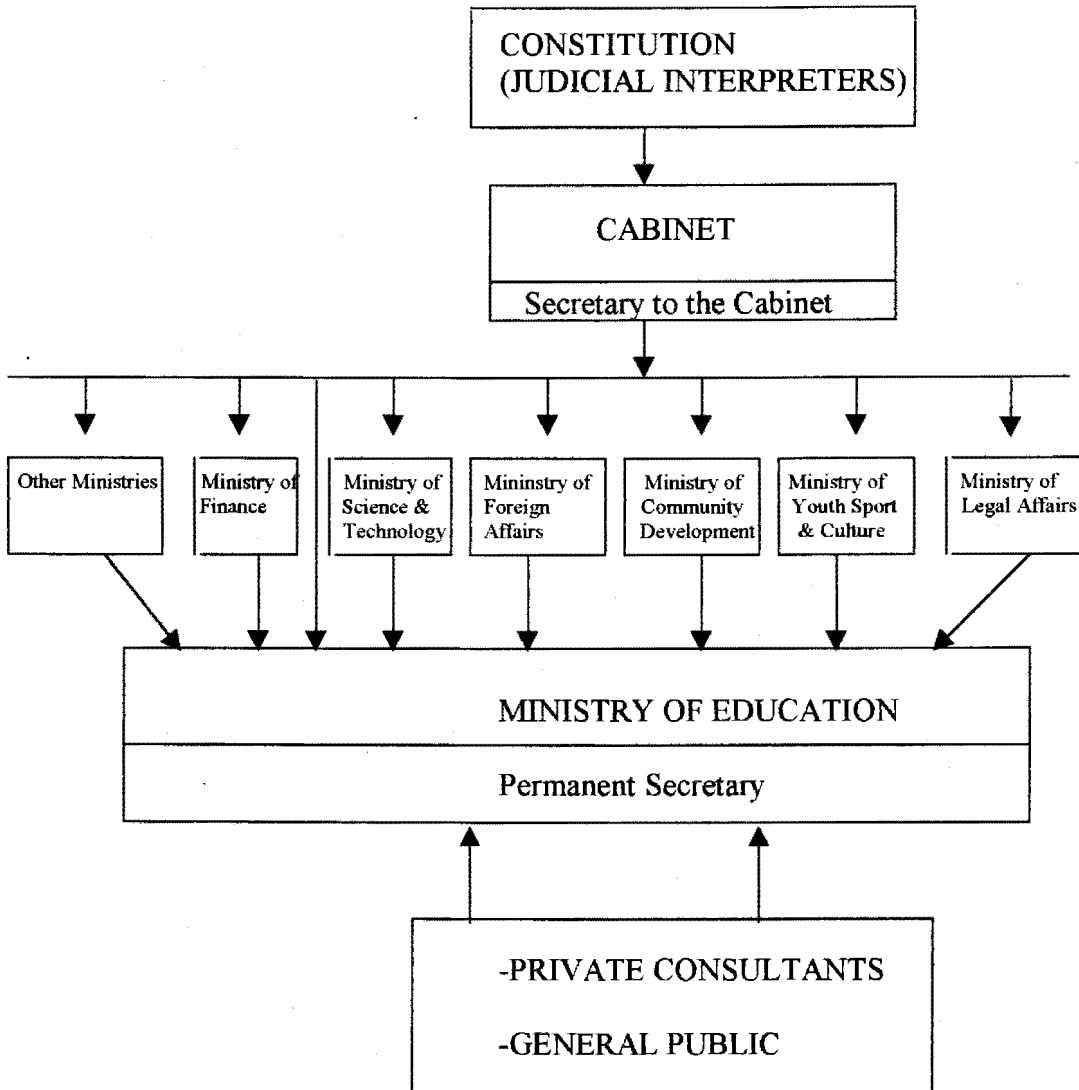 CONSTITUTION
(JUDICIAL INTERPRETERS)
CABINET
Secretary to the Cabinet
Other Ministries
Ministry of
Finance
Ministry of
Science &
Technology
Mininstry of
Foreign
Affairs
Ministry of
Community
Development
Ministry of
Youth Sport
& Culture
Ministry of
Legal Affairs
MINISTRY OF EDUCATION
Permanent Secretary
-PRIVATE CONSULTANTS
-GENERAL PUBLIC